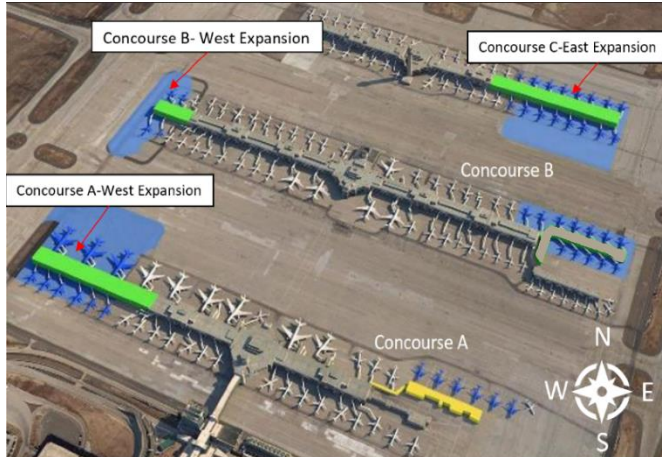 Concourse B- West Expansion
Concourse C-East Expansion
Concourse B
Concourse A-West Expansion
Concourse A
N
W E
S